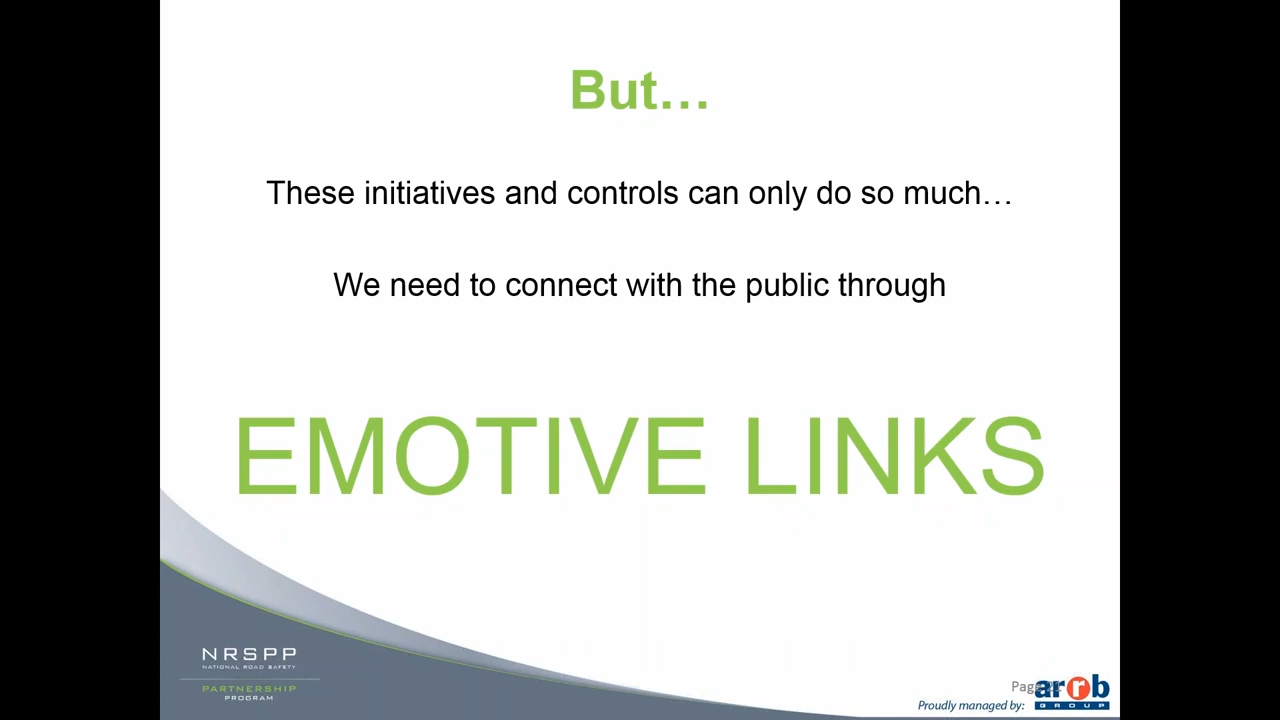 But…
These initiatives and controls can only do so much…
We need to connect with the public through
EMOTIVE LINKS
NRSPP
NATIONAL ROAD SAFETY
PARTNERSHIP
PROGRAM
Page
Proudly managed by:
arrb
GROUP